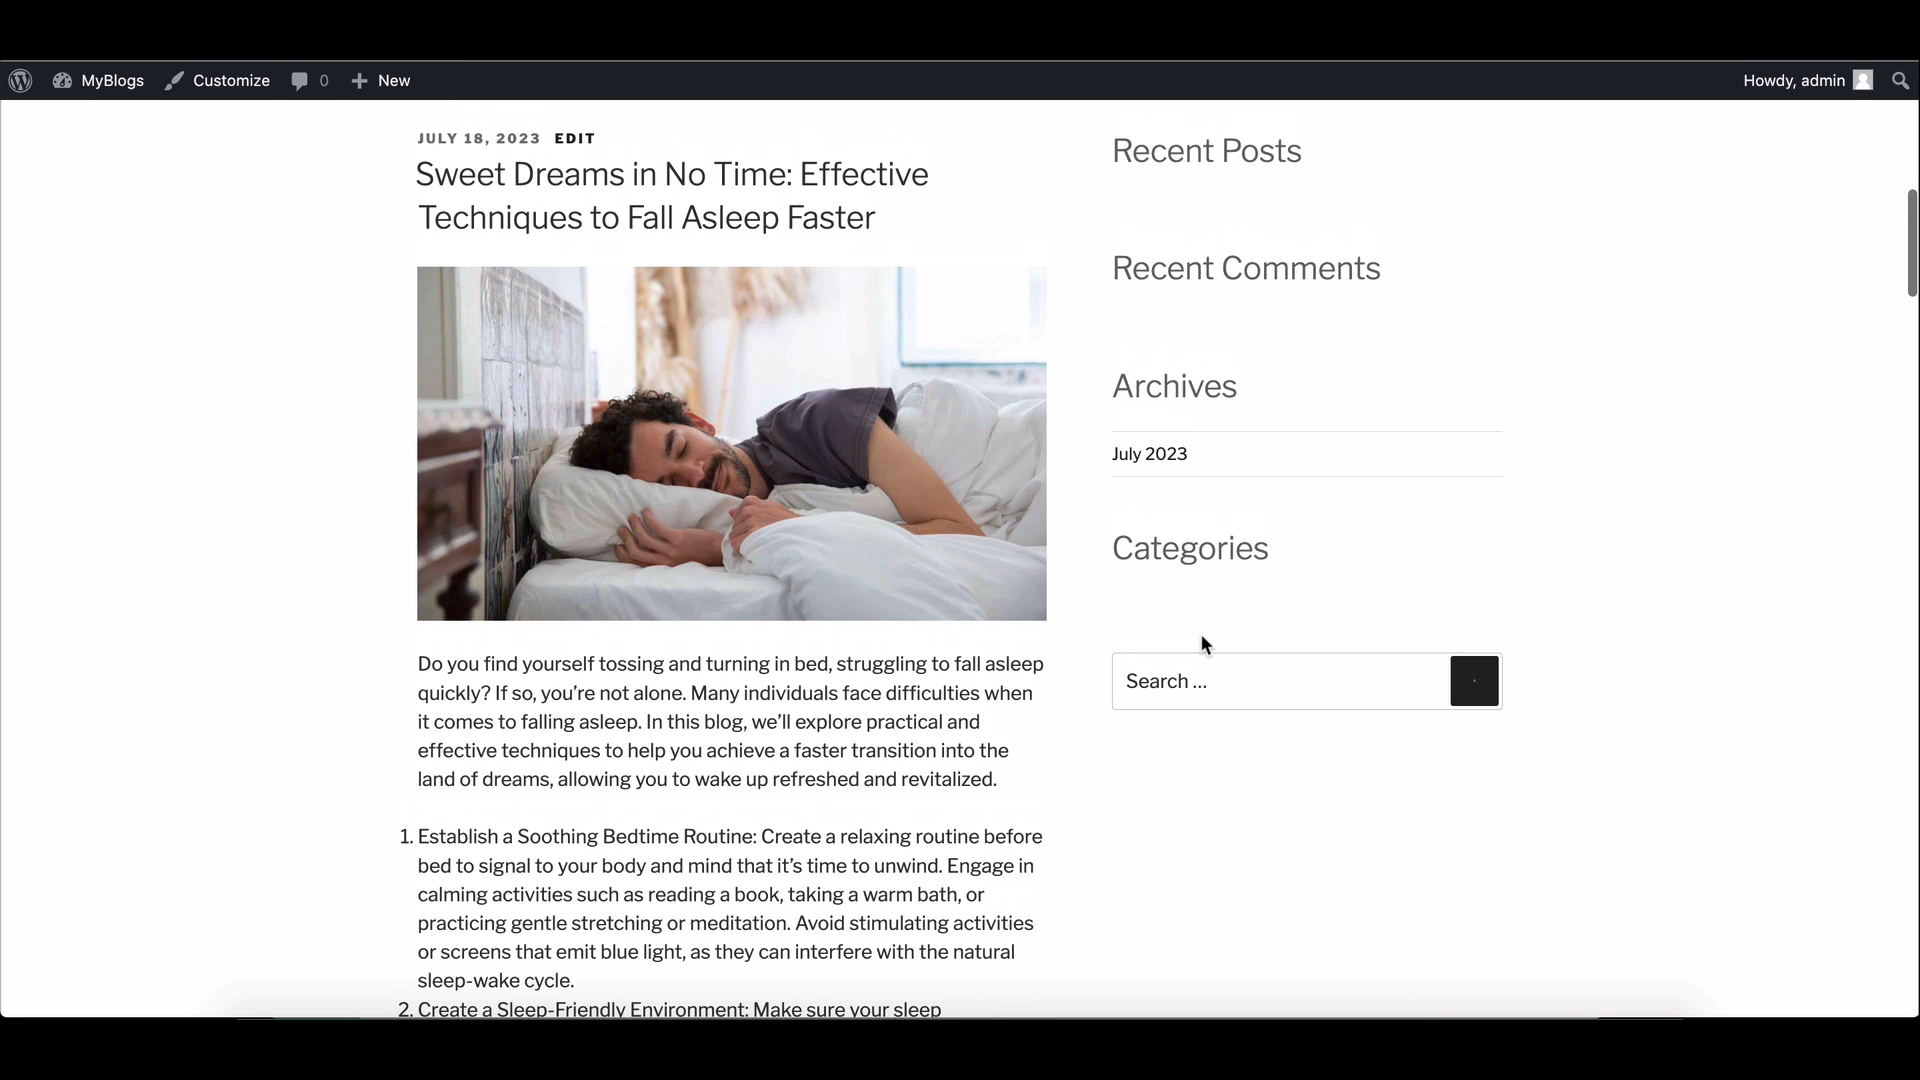 MyBlogs Customize 0 New Howdy, admin
JULY 18, 2023 EDIT
Sweet Dreams in No Time: Effective
Techniques to Fall Asleep Faster
Do you find yourself tossing and turning in bed, struggling to fall asleep
quickly? If so, you’re not alone. Many individuals face difficulties when
it comes to falling asleep. In this blog, we’ll explore practical and
effective techniques to help you achieve a faster transition into the
land of dreams, allowing you to wake up refreshed and revitalized.
1. Establish a Soothing Bedtime Routine: Create a relaxing routine before
bed to signal to your body and mind that it’s time to unwind. Engage in
calming activities such as reading a book, taking a warm bath, or
practicing gentle stretching or meditation. Avoid stimulating activities
or screens that emit blue light, as they can interfere with the natural
sleep-wake cycle.
2. Create a Sleep-Friendly Environment: Make sure your sleep
Recent Posts
Recent Comments
Archives
July 2023
Categories
Search ...